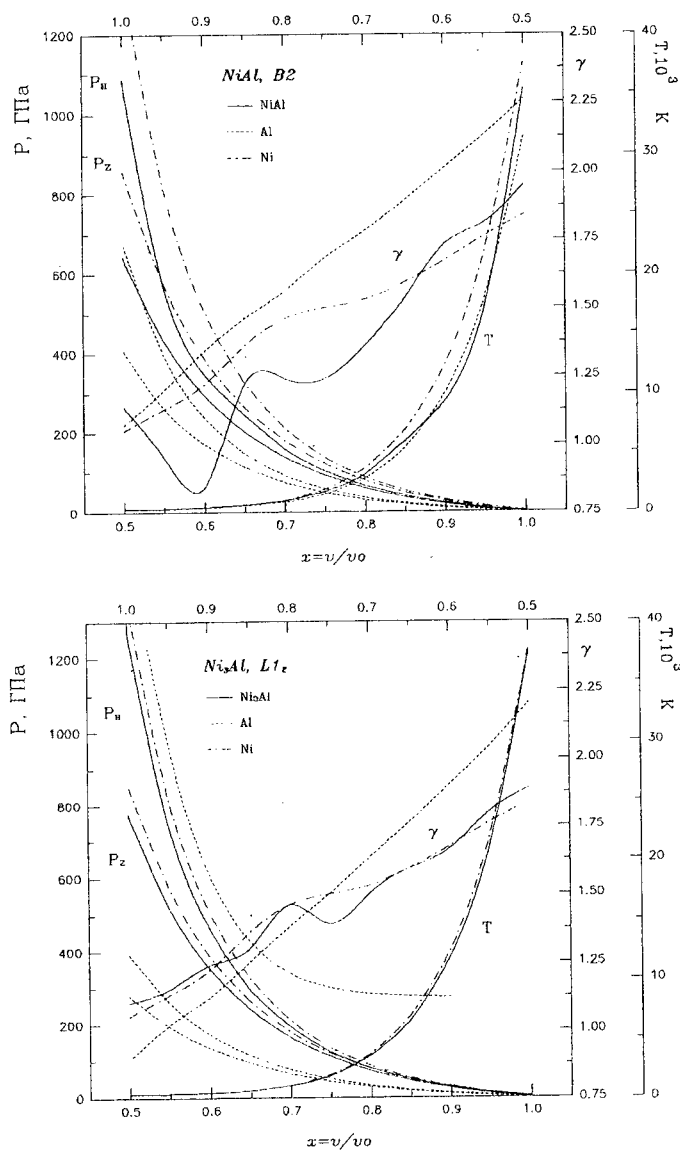 1.0 0.9 0.8 0.7 0.6 0.5
1200
1000
800
600
400
200
0
P, ГПа
P_H
P_Z
NiAl, B2
NiAl
Al
Ni
γ
T
2.50
γ
2.25
2.00
1.75
1.50
1.25
1.00
0.75
40
30
20
10
0
T,10³ K
0.5 0.6 0.7 0.8 0.9 1.0
x=v/vo
1.0 0.9 0.8 0.7 0.6 0.5
1200
1000
800
600
400
200
0
P, ГПа
P_H
P_Z
Ni₃Al, L1₂
Ni₃Al
Al
Ni
γ
T
2.50
γ
2.25
2.00
1.75
1.50
1.25
1.00
0.75
40
30
20
10
0
T,10³ K
0.5 0.6 0.7 0.8 0.9 1.0
x=v/vo